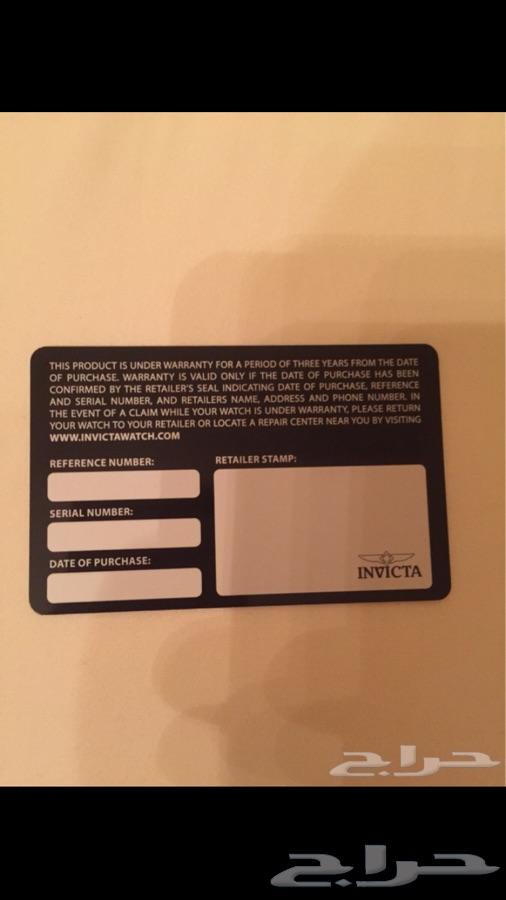 THIS PRODUCT IS UNDER WARRANTY FOR A PERIOD OF THREE YEARS FROM THE DATE
OF PURCHASE. WARRANTY IS VALID ONLY IF THE DATE OF PURCHASE HAS BEEN
CONFIRMED BY THE RETAILER'S SEAL INDICATING DATE OF PURCHASE, REFERENCE
AND SERIAL NUMBER, AND RETAILERS NAME, ADDRESS AND PHONE NUMBER. IN
THE EVENT OF A CLAIM WHILE YOUR WATCH IS UNDER WARRANTY, PLEASE RETURN
YOUR WATCH TO YOUR RETAILER OR LOCATE A REPAIR CENTER NEAR YOU BY VISITING
WWW.INVICTAWATCH.COM
REFERENCE NUMBER:
RETAILER STAMP:
SERIAL NUMBER:
DATE OF PURCHASE:
INVICTA
حراج
حراج